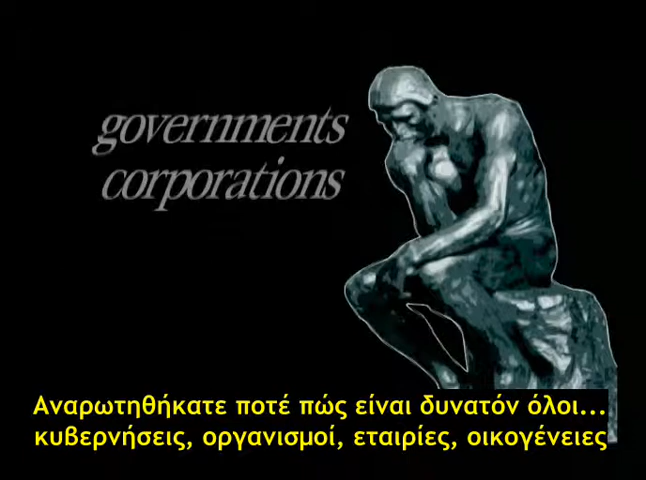 governments
corporations
Αναρωτηθήκατε ποτέ πώς είναι δυνατόν όλοι...
κυβερνήσεις, οργανισμοί, εταιρίες, οικογένειες